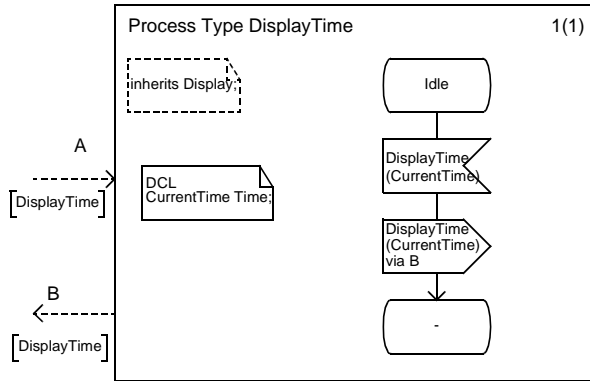 Process Type DisplayTime 1(1)
inherits Display;
Idle
A
DisplayTime
(CurrentTime)
[DisplayTime]
DCL
CurrentTime Time;
DisplayTime
(CurrentTime)
via B
B
[DisplayTime]
-